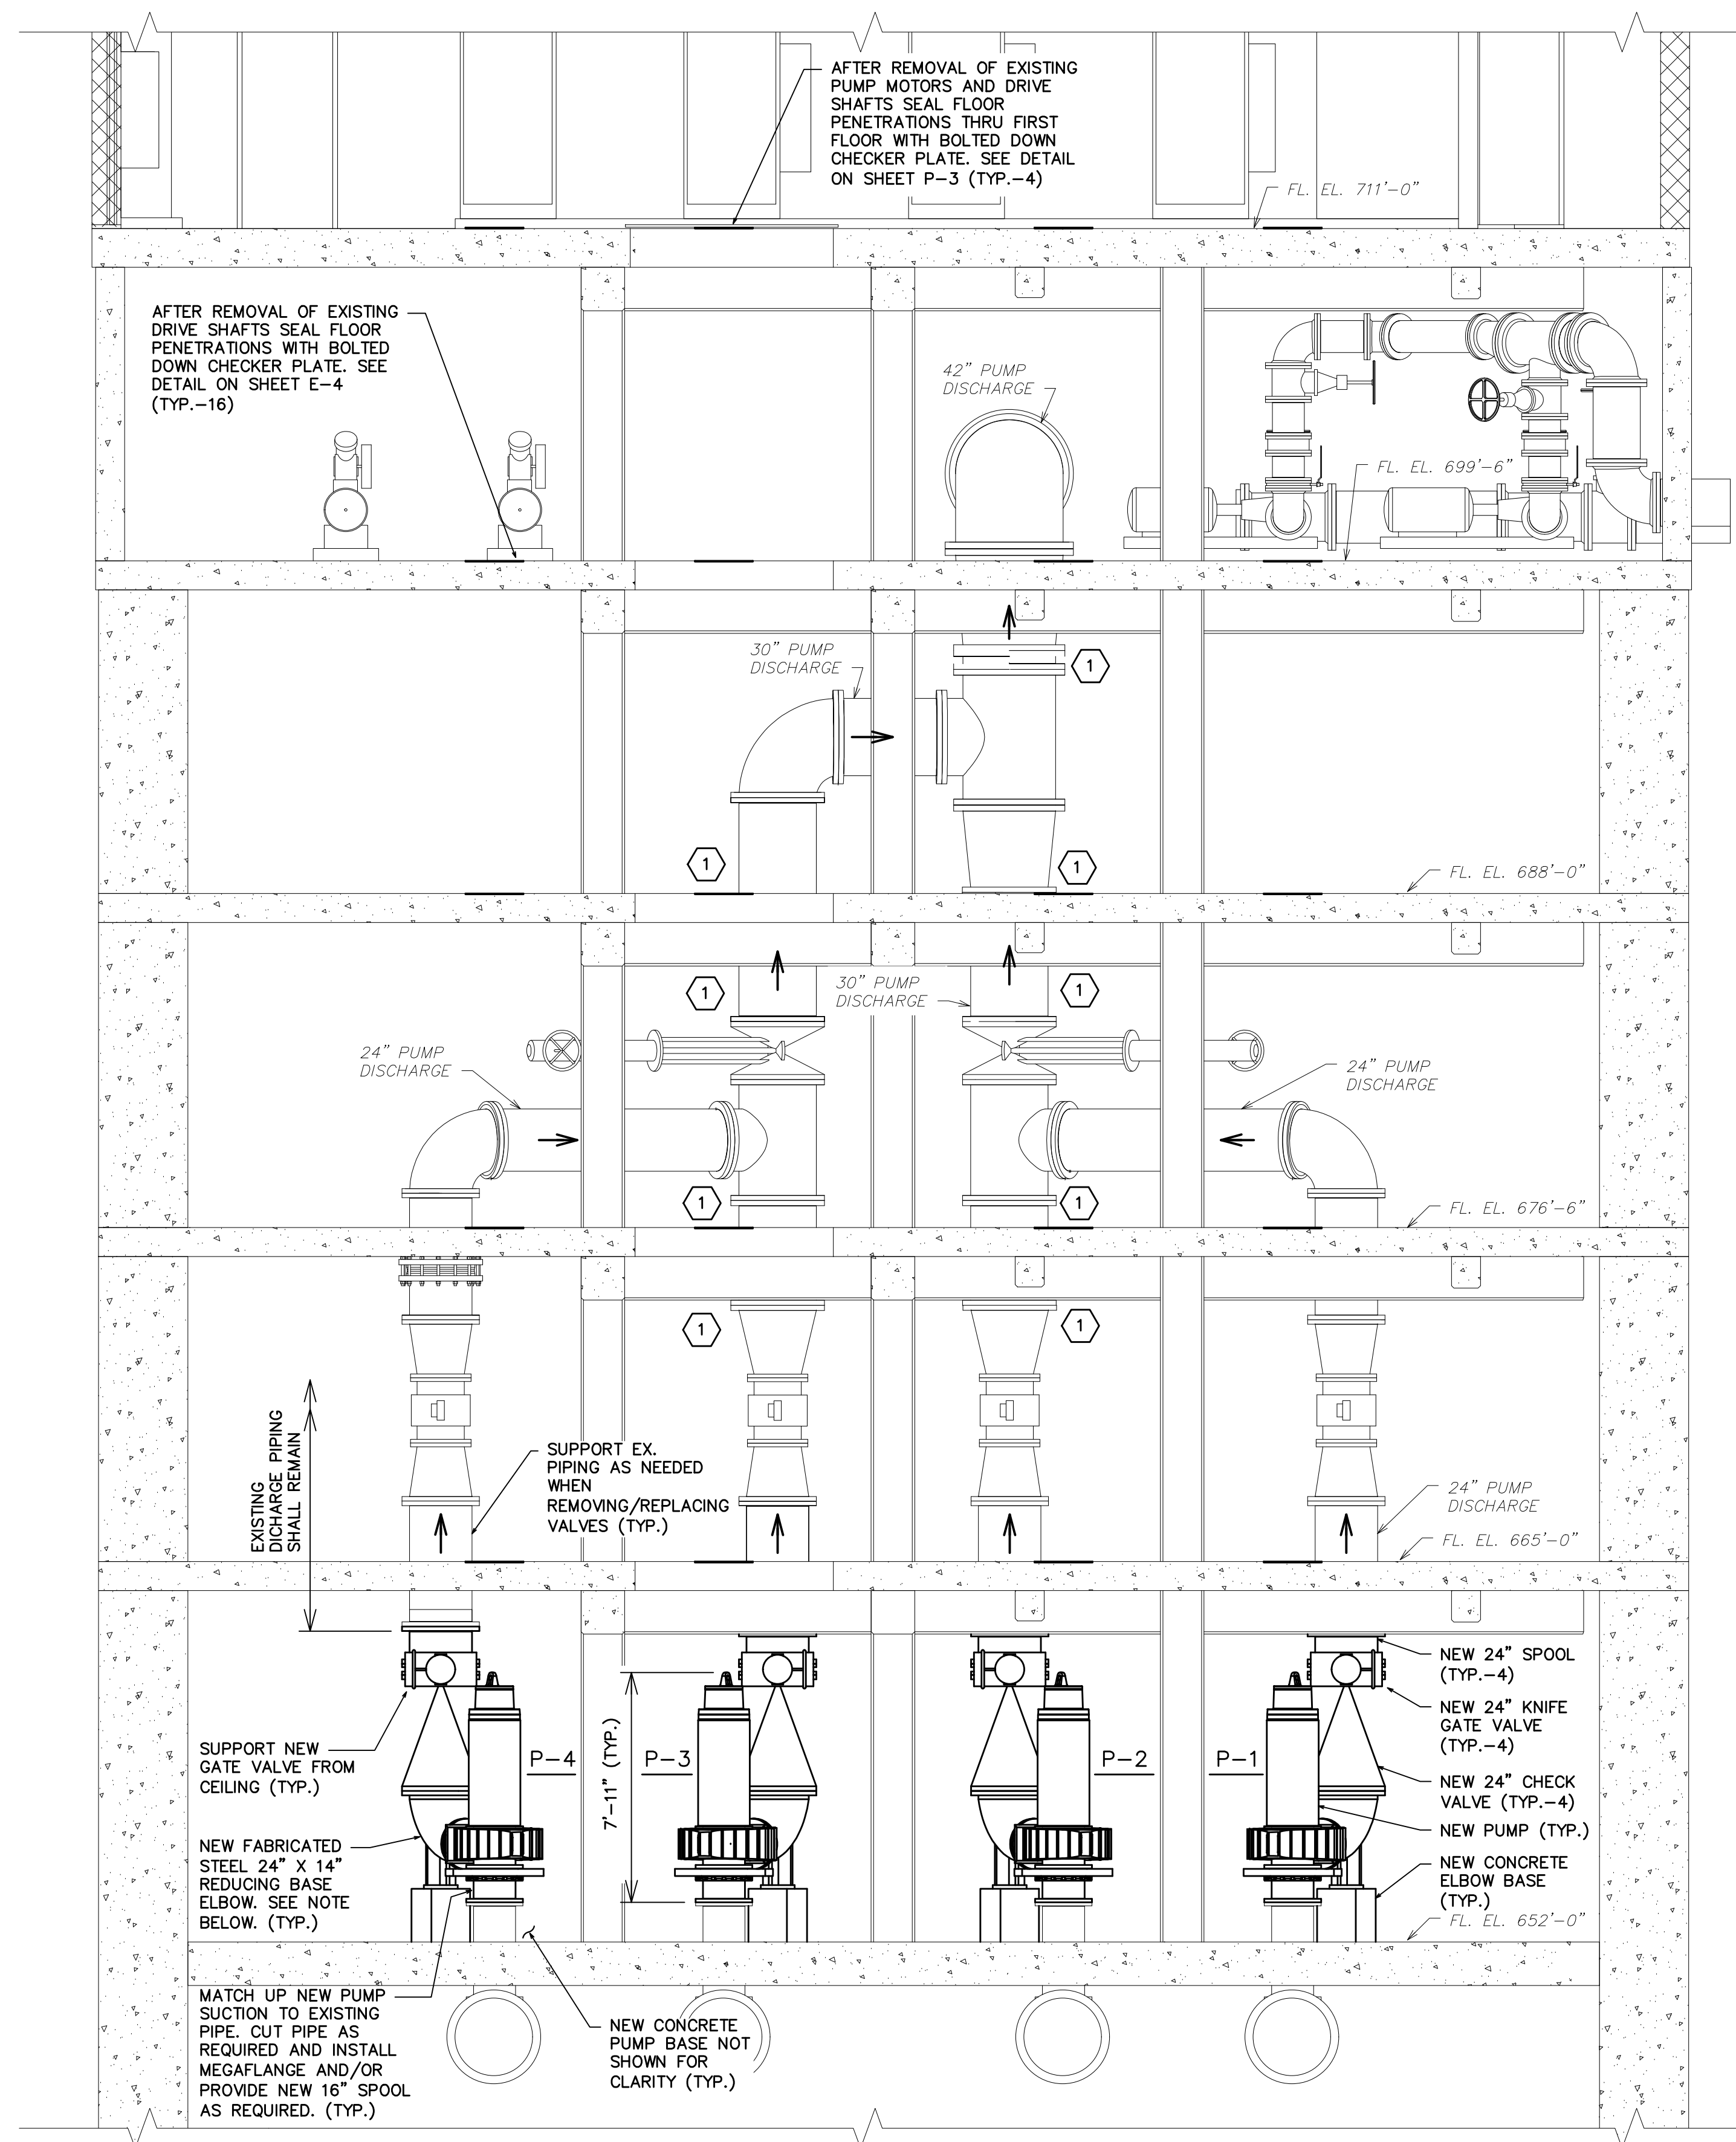 AFTER REMOVAL OF EXISTING
PUMP MOTORS AND DRIVE
SHAFTS SEAL FLOOR
PENETRATIONS THRU FIRST
FLOOR WITH BOLTED DOWN
CHECKER PLATE. SEE DETAIL
ON SHEET P-3 (TYP.-4)
FL. EL. 711'-0"
AFTER REMOVAL OF EXISTING
DRIVE SHAFTS SEAL FLOOR
PENETRATIONS WITH BOLTED
DOWN CHECKER PLATE. SEE
DETAIL ON SHEET E-4
(TYP.-16)
42" PUMP
DISCHARGE
FL. EL. 699'-6"
30" PUMP
DISCHARGE
1
1
1
FL. EL. 688'-0"
1
30" PUMP
DISCHARGE
1
24" PUMP
DISCHARGE
24" PUMP
DISCHARGE
1
1
FL. EL. 676'-6"
1
1
EXISTING
DICHARGE PIPING
SHALL REMAIN
SUPPORT EX.
PIPING AS NEEDED
WHEN
REMOVING/REPLACING
VALVES (TYP.)
24" PUMP
DISCHARGE
FL. EL. 665'-0"
NEW 24" SPOOL
(TYP.-4)
NEW 24" KNIFE
GATE VALVE
(TYP.-4)
SUPPORT NEW
GATE VALVE FROM
CEILING (TYP.)
P-4
P-3
7'-11" (TYP.)
P-2
P-1
NEW 24" CHECK
VALVE (TYP.-4)
NEW PUMP (TYP.)
NEW FABRICATED
STEEL 24" X 14"
REDUCING BASE
ELBOW. SEE NOTE
BELOW. (TYP.)
NEW CONCRETE
ELBOW BASE
(TYP.)
FL. EL. 652'-0"
MATCH UP NEW PUMP
SUCTION TO EXISTING
PIPE. CUT PIPE AS
REQUIRED AND INSTALL
MEGAFLANGE AND/OR
PROVIDE NEW 16" SPOOL
AS REQUIRED. (TYP.)
NEW CONCRETE
PUMP BASE NOT
SHOWN FOR
CLARITY (TYP.)